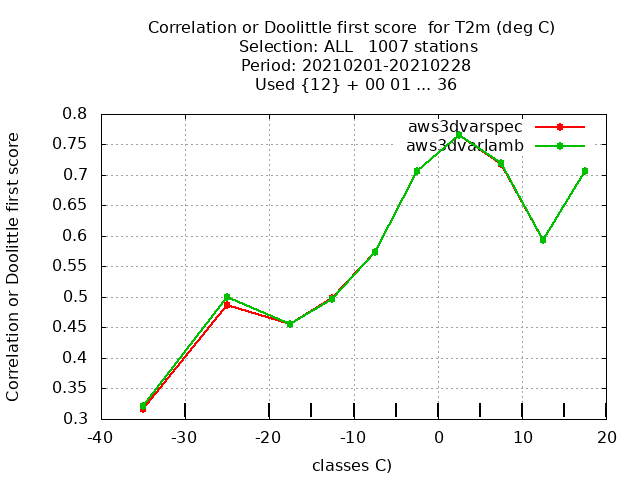 Correlation or Doolittle first score  for T2m (deg C)
Selection: ALL   1007 stations
Period: 20210201-20210228
Used {12} + 00 01 ... 36
Correlation or Doolittle first score
0.8
0.75
0.7
0.65
0.6
0.55
0.5
0.45
0.4
0.35
0.3
aws3dvarspec
aws3dvarlamb
-40
-30
-20
-10
0
10
20
classes C)